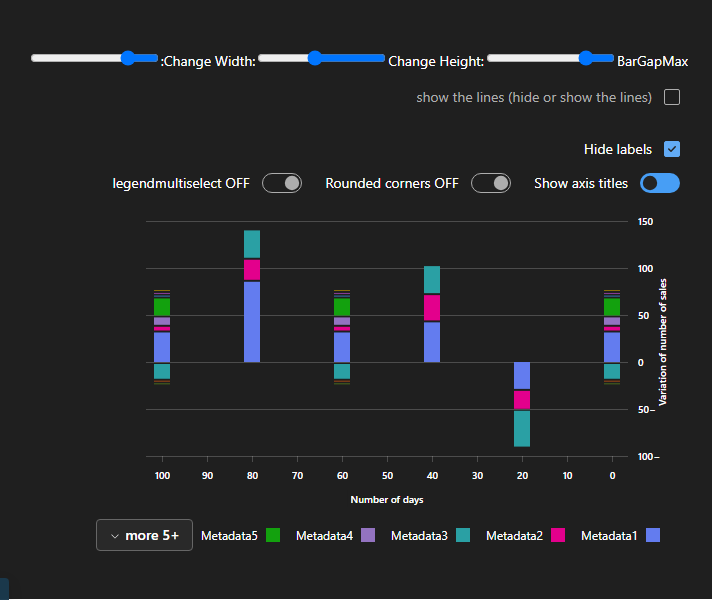 :Change Width:
Change Height:
BarGapMax
show the lines (hide or show the lines)
Hide labels
legendmultiselect OFF
Rounded corners OFF
Show axis titles
150
100
50
0
50–
100–
Variation of number of sales
100 90 80 70 60 50 40 30 20 10 0
Number of days
more 5+ Metadata5 Metadata4 Metadata3 Metadata2 Metadata1